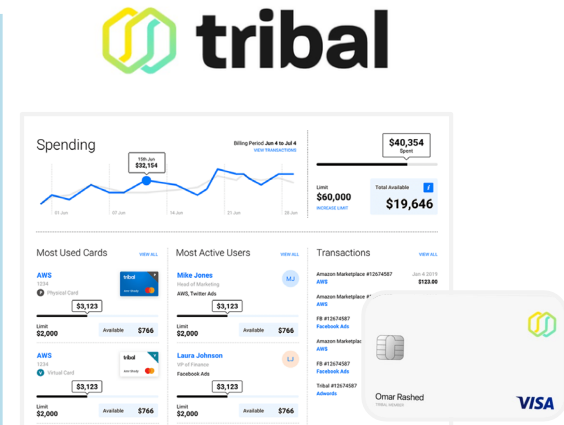 tribal
Spending
Billing Period Jun 4 to Jul 4
VIEW TRANSACTIONS
15th Jun
$32,154
01 Jun
07 Jun
14 Jun
21 Jun
28 Jun
$40,354
Spent
Limit
$60,000
INCREASE LIMIT
Total Available
i
$19,646
Most Used Cards
VIEW ALL
AWS
1234
P Physical Card
tribal
$3,123
Limit
$2,000
Available $766
AWS
1234
V Virtual Card
tribal
$3,123
Limit
$2,000
Available $766
Most Active Users
VIEW ALL
Mike Jones
Head of Marketing
AWS, Twitter Ads
MJ
$3,123
Limit
$2,000
Available $766
Laura Johnson
VP of Finance
Facebook Ads
LJ
$3,123
Limit
$2,000
Available $766
Transactions
VIEW ALL
Amazon Marketplace #12674587
Jan 4 2019
AWS
$123.00
Amazon Marketplace
AWS
FB #12674587
Facebook Ads
Amazon
AWS
FB #12674587
Facebook Ads
Tribal #12674587
Adwords
Omar Rashed
VISA